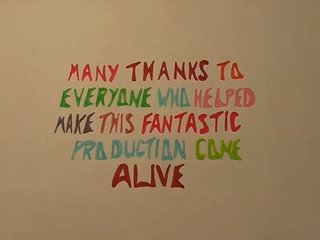 MANY THANKS TO
EVERYONE WHO HELPED
MAKE THIS FANTASTIC
PRODUCTION COME
ALIVE